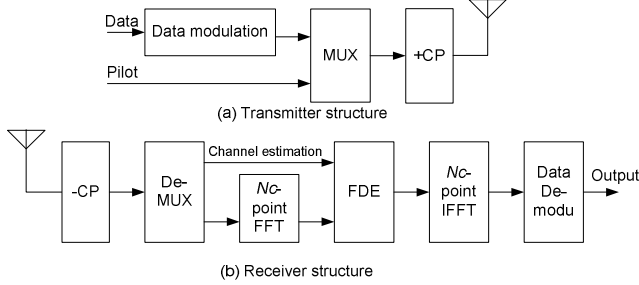 Data
Data modulation
Pilot
MUX
+CP
(a) Transmitter structure
-CP
De-
MUX
Channel estimation
Nc-
point
FFT
FDE
Nc-
point
IFFT
Data
De-
modu
Output
(b) Receiver structure